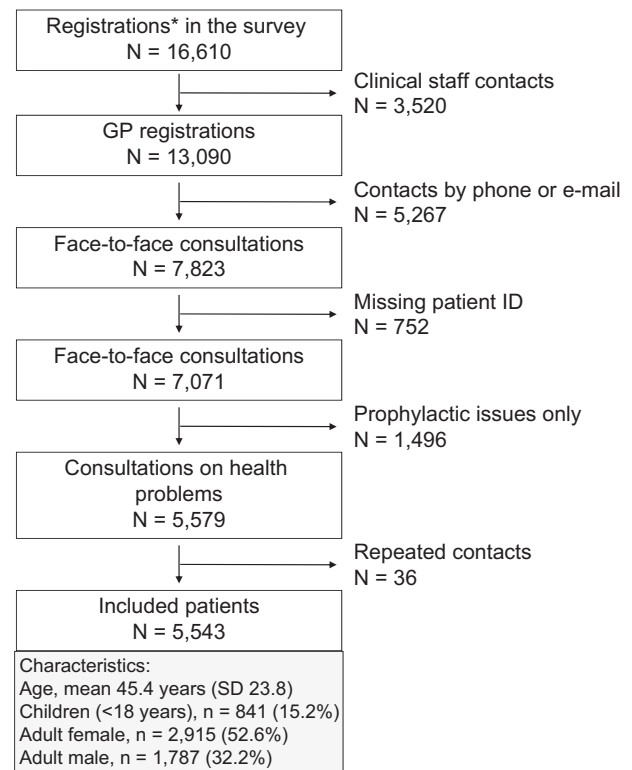 Registrations* in the survey
N = 16,610
Clinical staff contacts
N = 3,520
GP registrations
N = 13,090
Contacts by phone or e-mail
N = 5,267
Face-to-face consultations
N = 7,823
Missing patient ID
N = 752
Face-to-face consultations
N = 7,071
Prophylactic issues only
N = 1,496
Consultations on health
problems
N = 5,579
Repeated contacts
N = 36
Included patients
N = 5,543
Characteristics:
Age, mean 45.4 years (SD 23.8)
Children (<18 years), n = 841 (15.2%)
Adult female, n = 2,915 (52.6%)
Adult male, n = 1,787 (32.2%)